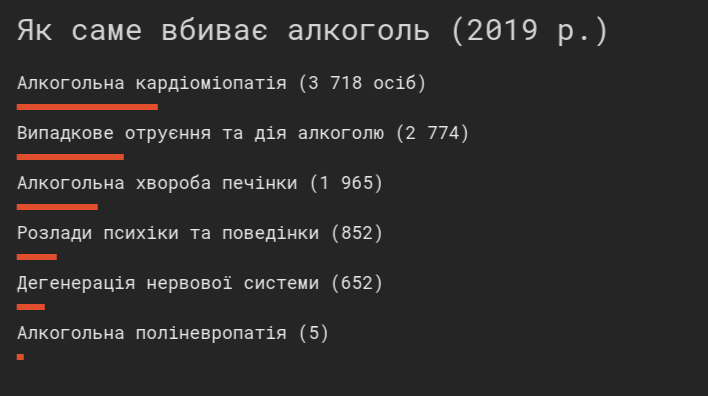 Як саме вбиває алкоголь (2019 р.)
Алкогольна кардіоміопатія (3 718 осіб)
Випадкове отруєння та дія алкоголю (2 774)
Алкогольна хвороба печінки (1 965)
Розлади психіки та поведінки (852)
Дегенерація нервової системи (652)
Алкогольна поліневропатія (5)